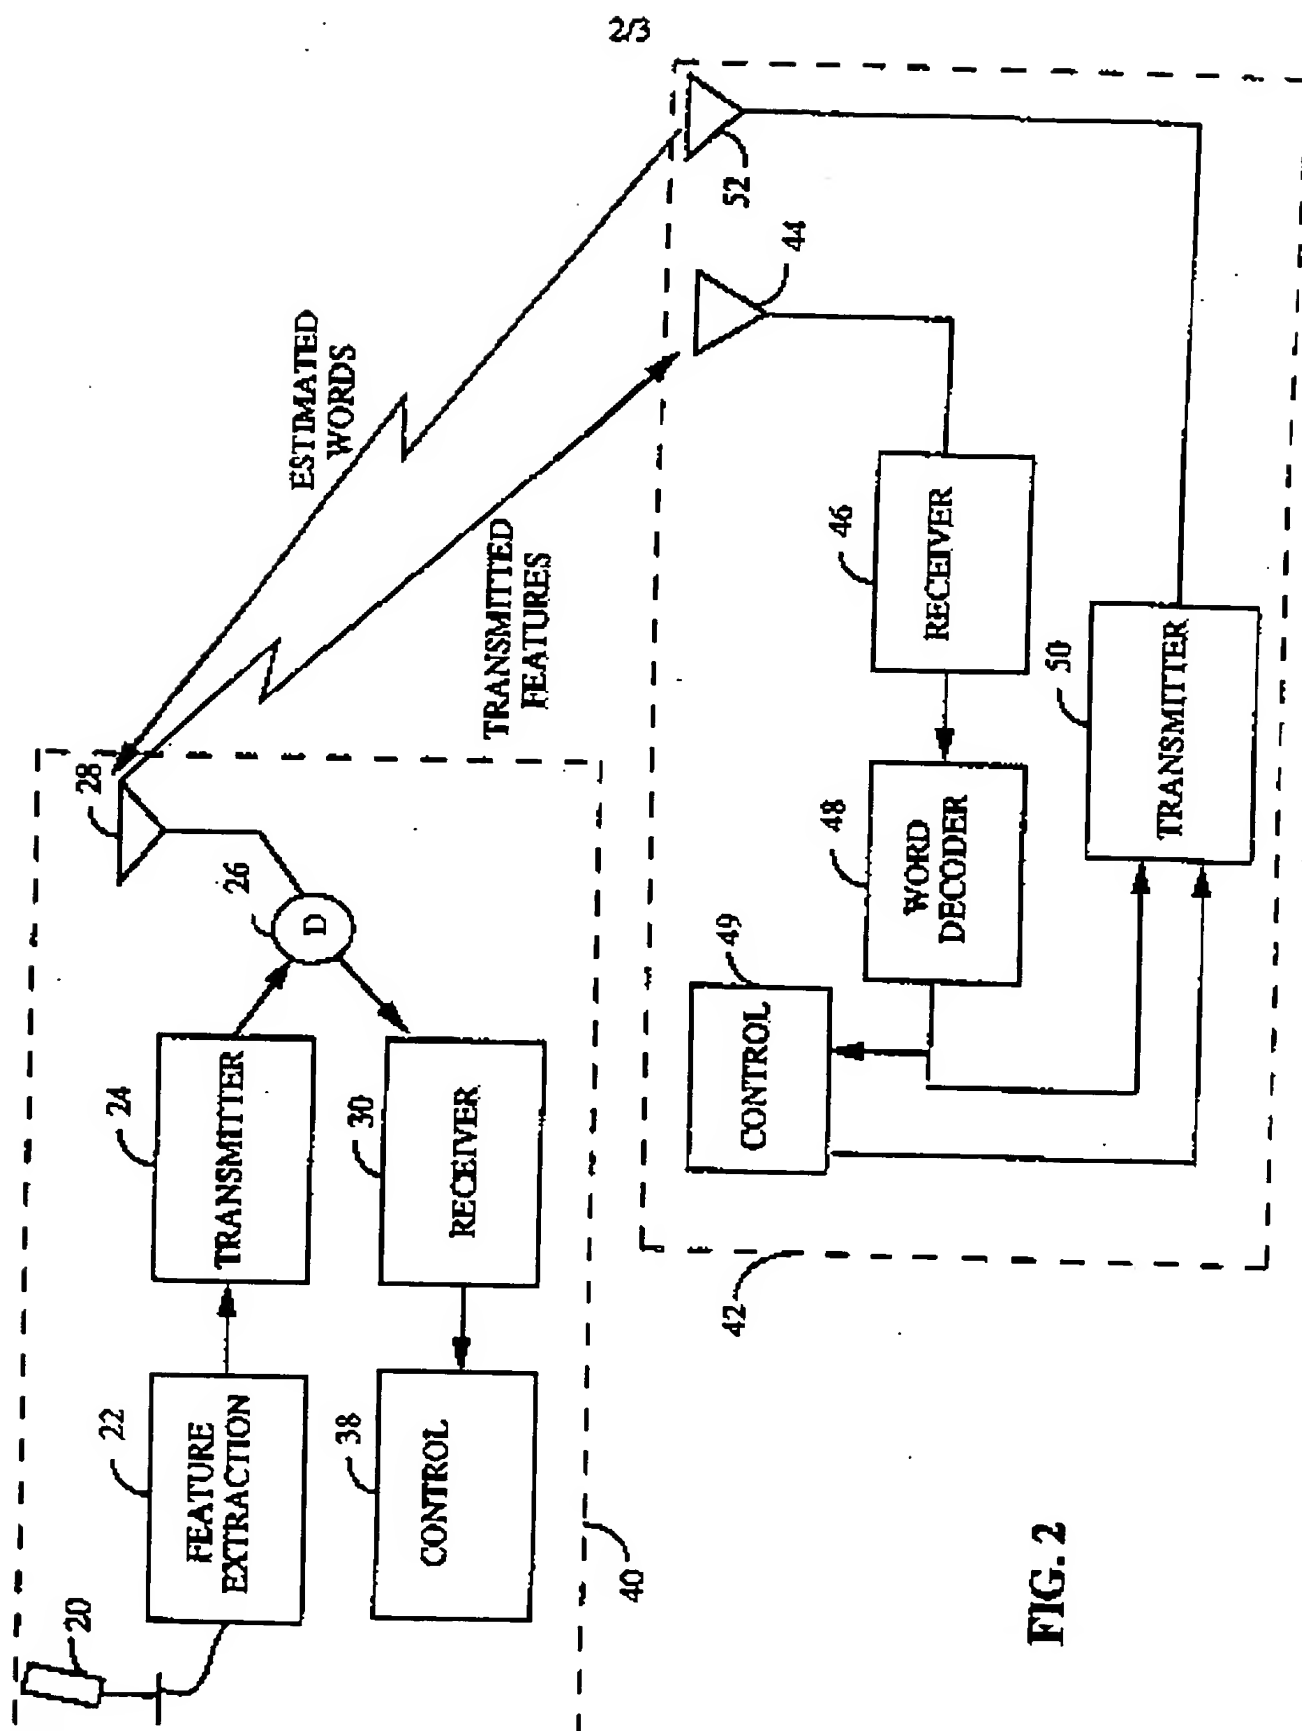 2/3
20
22
FEATURE
EXTRACTION
24
TRANSMITTER
26
D
28
30
RECEIVER
38
CONTROL
40
ESTIMATED
WORDS
TRANSMITTED
FEATURES
52
44
46
RECEIVER
48
WORD
DECODER
49
CONTROL
50
TRANSMITTER
42
FIG. 2